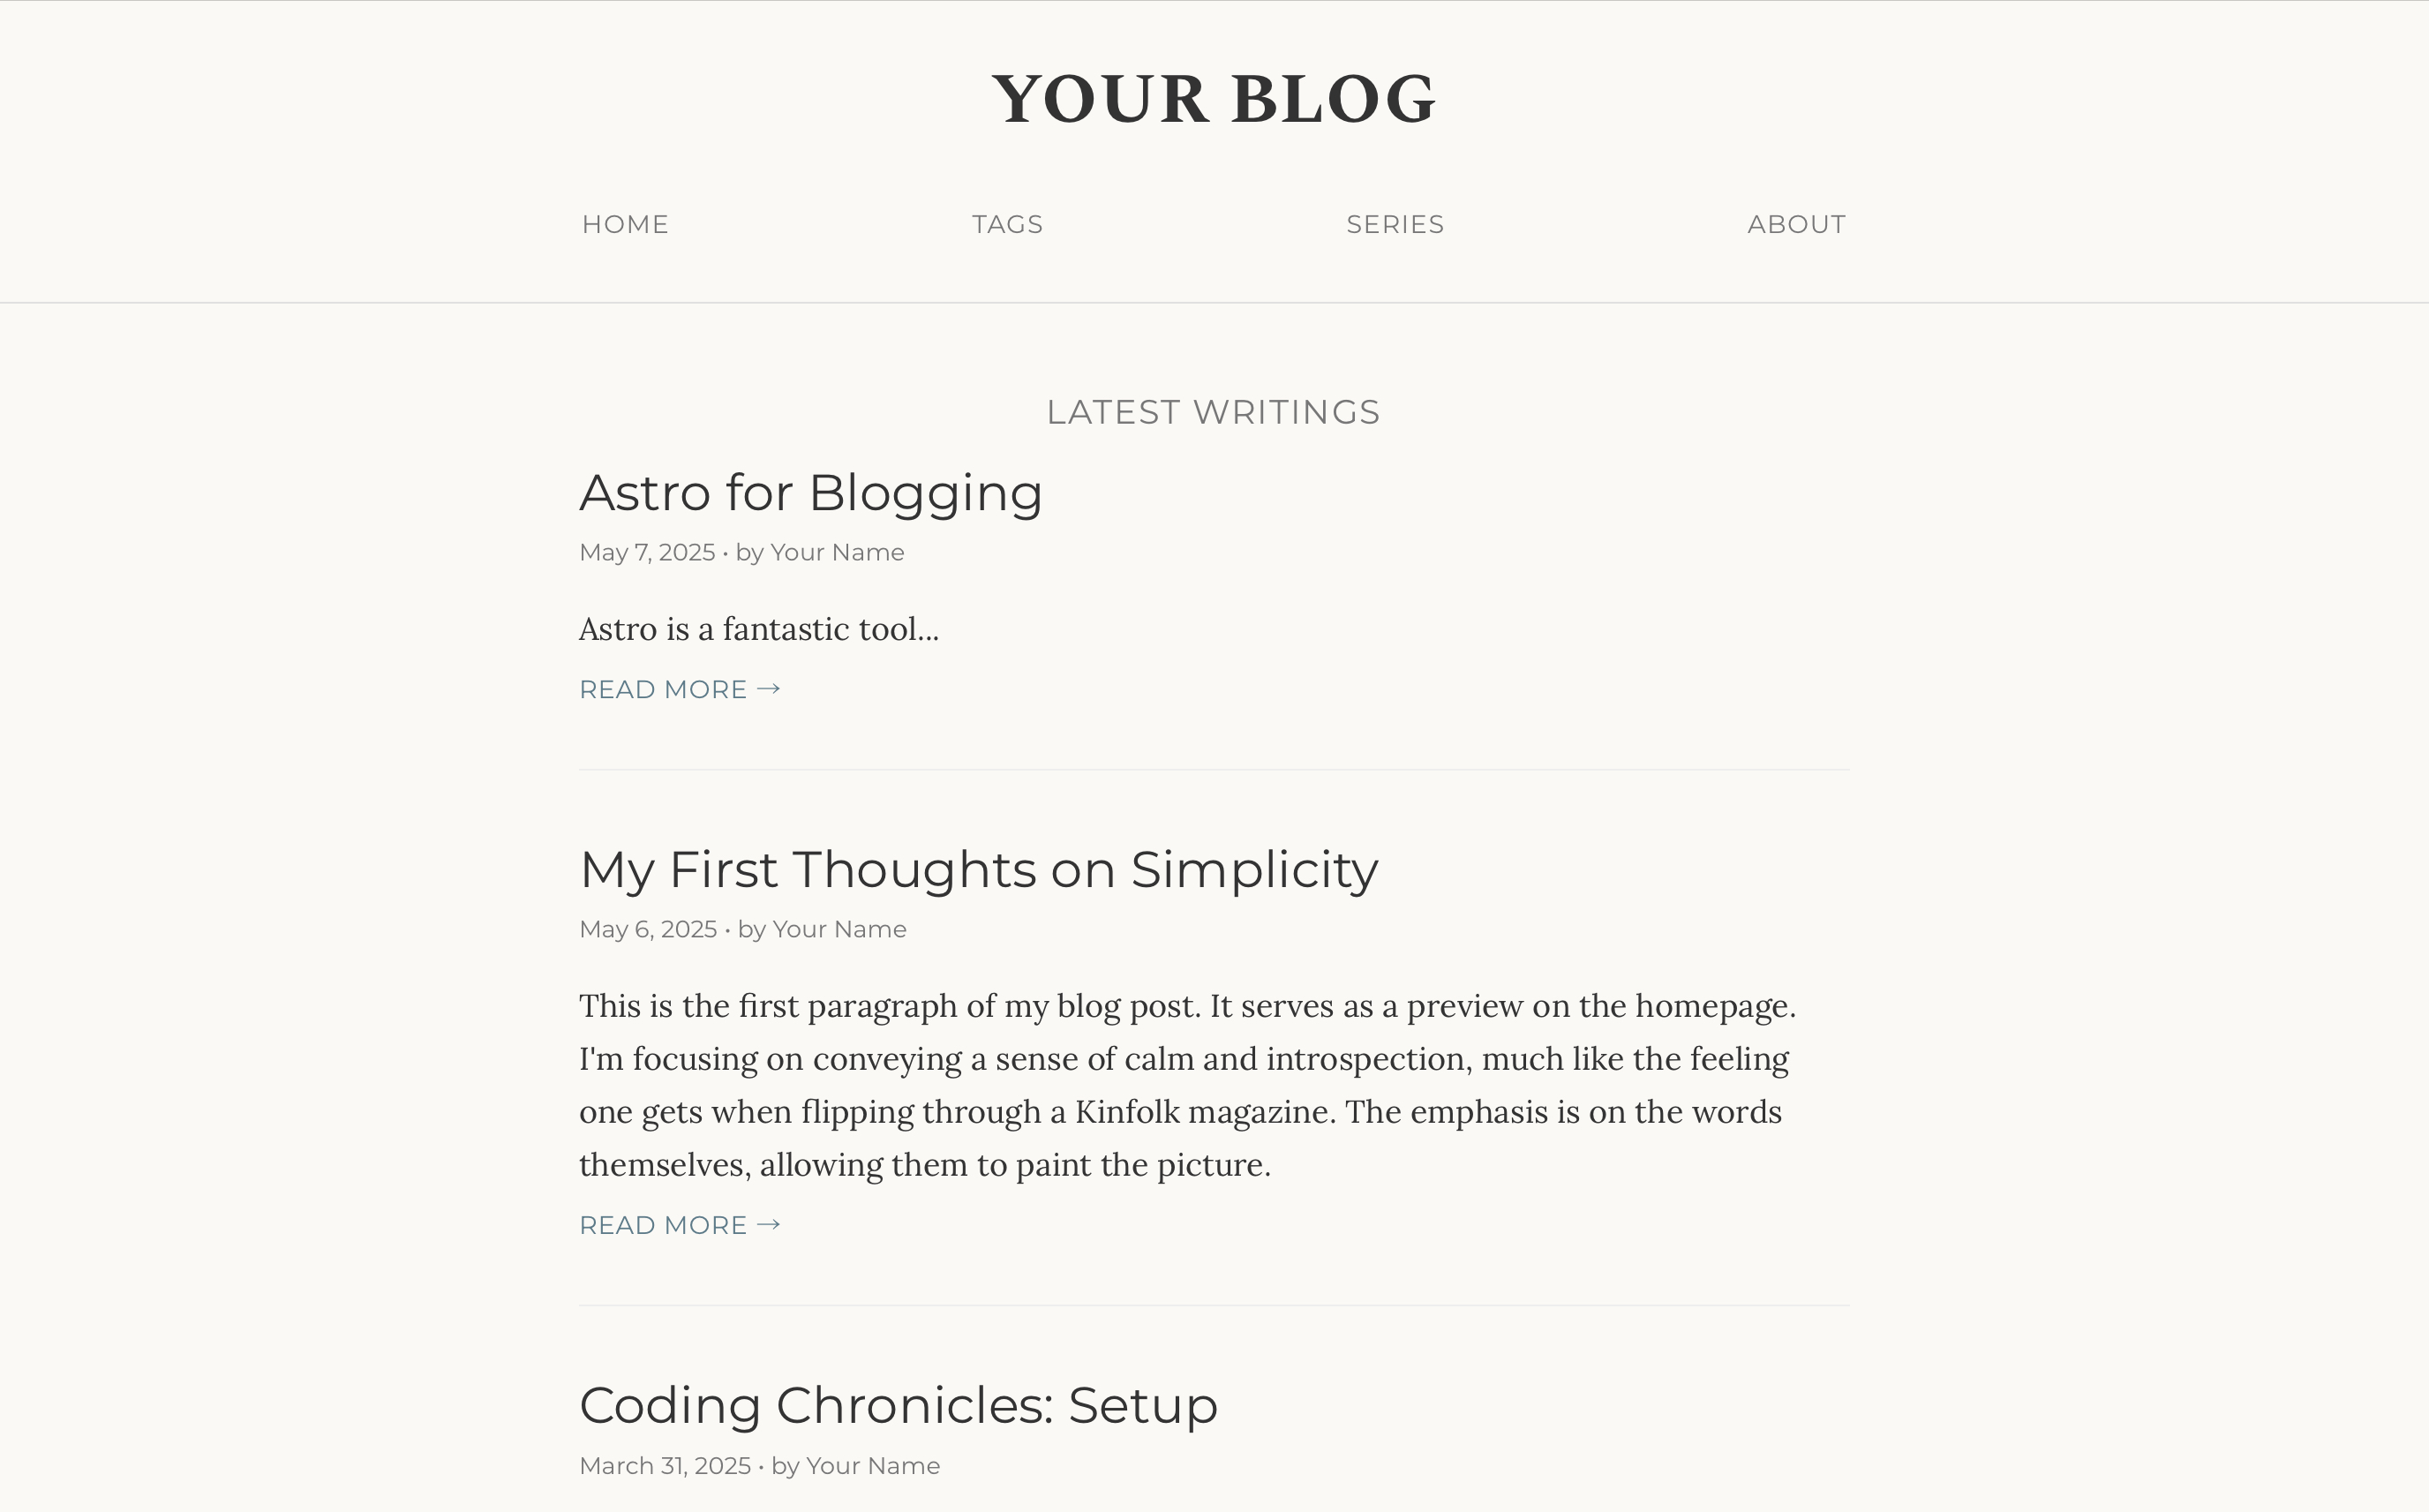 YOUR BLOG
HOME TAGS SERIES ABOUT
LATEST WRITINGS
Astro for Blogging
May 7, 2025 • by Your Name
Astro is a fantastic tool...
READ MORE →
My First Thoughts on Simplicity
May 6, 2025 • by Your Name
This is the first paragraph of my blog post. It serves as a preview on the homepage.
I'm focusing on conveying a sense of calm and introspection, much like the feeling
one gets when flipping through a Kinfolk magazine. The emphasis is on the words
themselves, allowing them to paint the picture.
READ MORE →
Coding Chronicles: Setup
March 31, 2025 • by Your Name